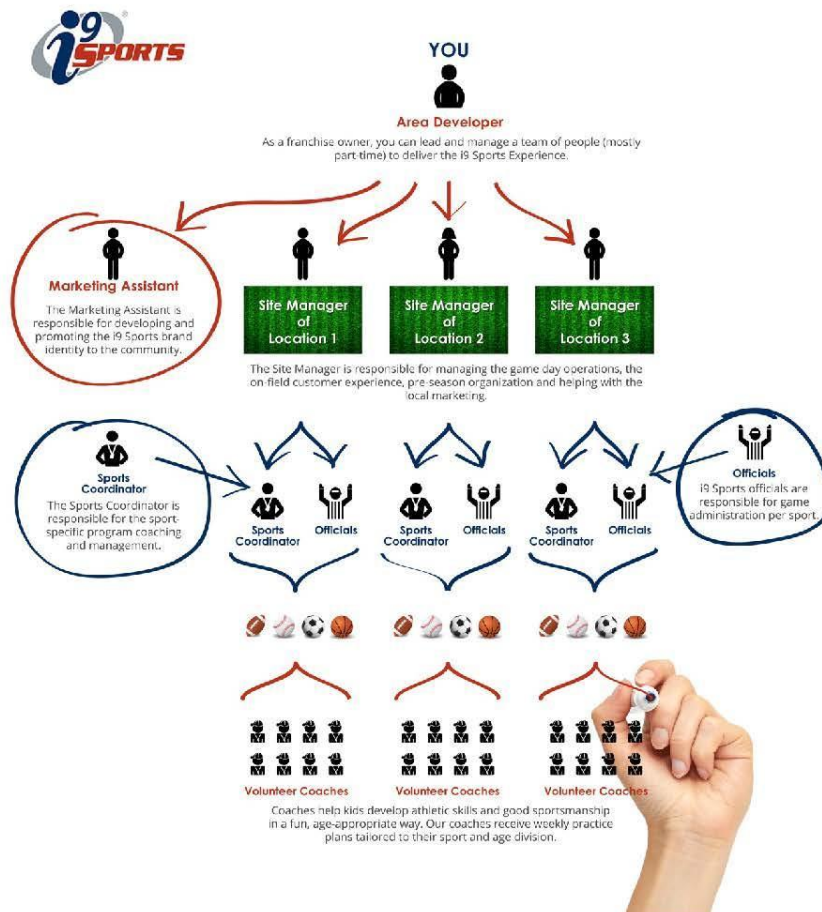 i9 SPORTS®
YOU
Area Developer
As a franchise owner, you can lead and manage a team of people (mostly
part-time) to deliver the i9 Sports Experience.
Marketing Assistant
The Marketing Assistant is
responsible for developing and
promoting the i9 Sports brand
identity to the community.
Site Manager
of
Location 1
Site Manager
of
Location 2
Site Manager
of
Location 3
The Site Manager is responsible for managing the game day operations, the
on-field customer experience, pre-season organization and helping with the
local marketing.
Sports
Coordinator
The Sports Coordinator is
responsible for the sport-
specific program coaching
and management.
Sports
Coordinator
Officials
Sports
Coordinator
Officials
Sports
Coordinator
Officials
Officials
i9 Sports officials are
responsible for game
administration per sport.
Volunteer Coaches
Volunteer Coaches
Volunteer Coaches
Coaches help kids develop athletic skills and good sportsmanship
in a fun, age-appropriate way. Our coaches receive weekly practice
plans tailored to their sport and age division.